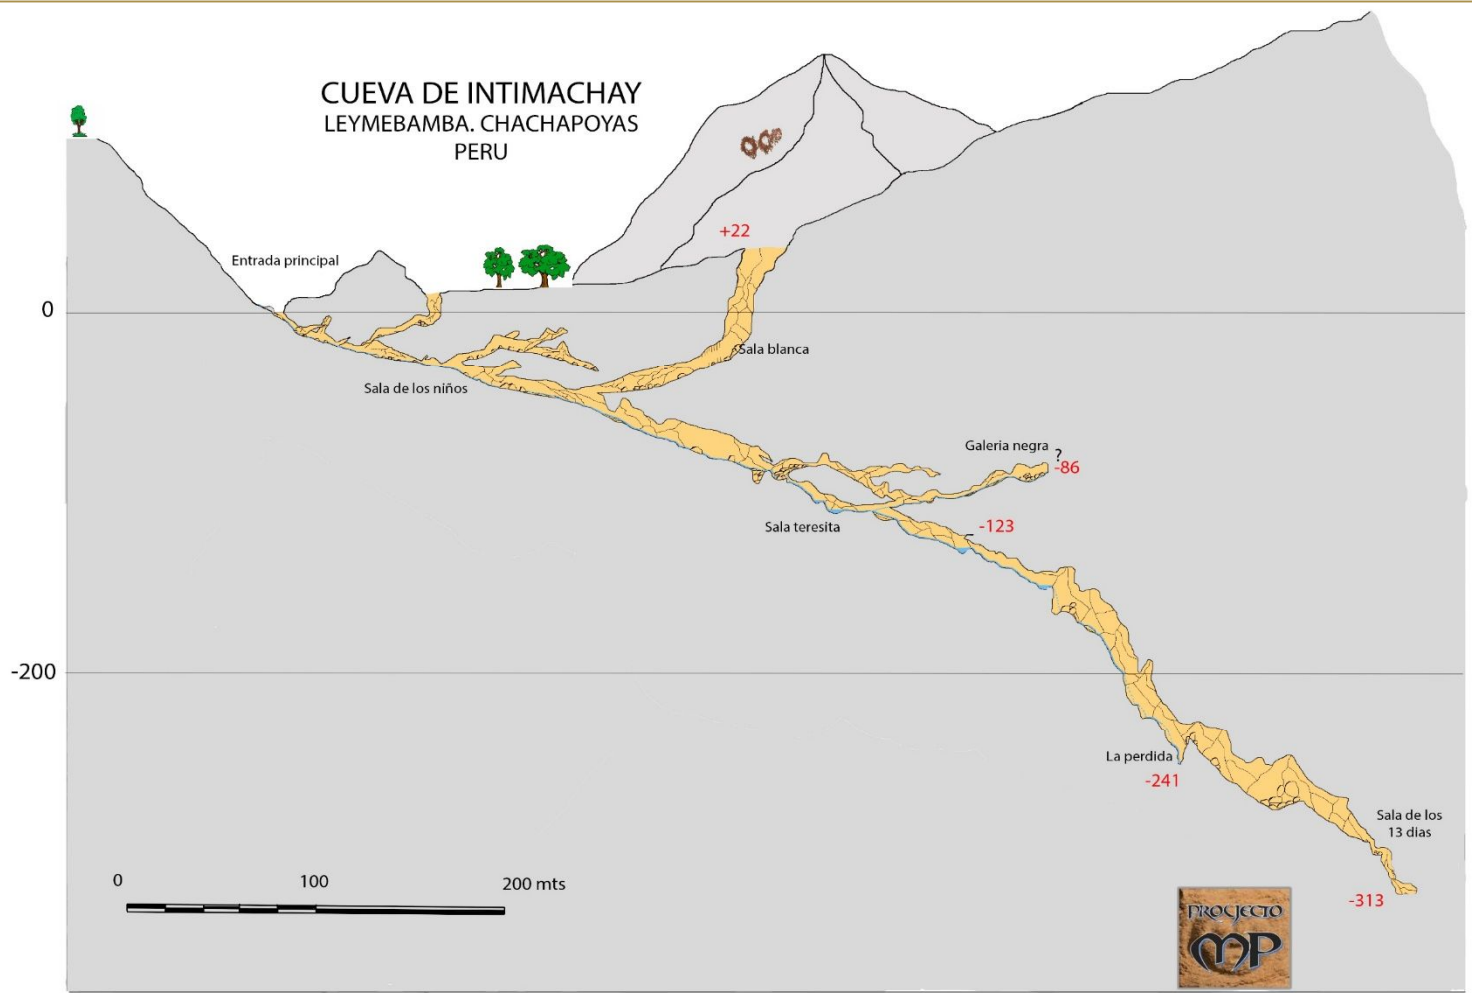 CUEVA DE INTIMACHAY
LEYMEBAMBA. CHACHAPOYAS
PERU
+22
Entrada principal
0
Sala blanca
Sala de los niños
Galeria negra
?
-86
Sala teresita
-123
-200
La perdida
-241
Sala de los
13 dias
0 100 200 mts
-313
PROYECTO
MP